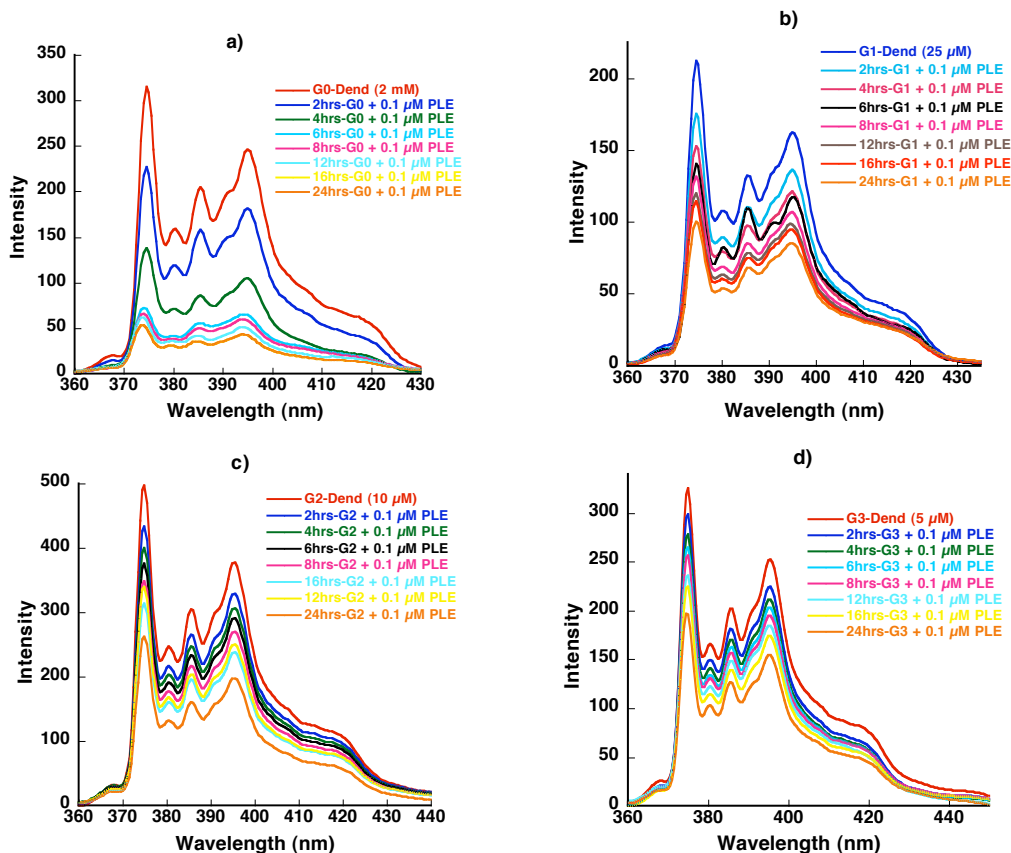 a)
350
300
250
200
150
100
50
0
Intensity
G0-Dend (2 mM)
2hrs-G0 + 0.1 µM PLE
4hrs-G0 + 0.1 µM PLE
6hrs-G0 + 0.1 µM PLE
8hrs-G0 + 0.1 µM PLE
12hrs-G0 + 0.1 µM PLE
16hrs-G0 + 0.1 µM PLE
24hrs-G0 + 0.1 µM PLE
360 370 380 390 400 410 420 430
Wavelength (nm)
b)
200
150
100
50
0
Intensity
G1-Dend (25 µM)
2hrs-G1 + 0.1 µM PLE
4hrs-G1 + 0.1 µM PLE
6hrs-G1 + 0.1 µM PLE
8hrs-G1 + 0.1 µM PLE
12hrs-G1 + 0.1 µM PLE
16hrs-G1 + 0.1 µM PLE
24hrs-G1 + 0.1 µM PLE
360 370 380 390 400 410 420 430
Wavelength (nm)
c)
500
400
300
200
100
0
Intensity
G2-Dend (10 µM)
2hrs-G2 + 0.1 µM PLE
4hrs-G2 + 0.1 µM PLE
6hrs-G2 + 0.1 µM PLE
8hrs-G2 + 0.1 µM PLE
16hrs-G2 + 0.1 µM PLE
12hrs-G2 + 0.1 µM PLE
24hrs-G2 + 0.1 µM PLE
360 370 380 390 400 410 420 430 440
Wavelength (nm)
d)
300
250
200
150
100
50
0
Intensity
G3-Dend (5 µM)
2hrs-G3 + 0.1 µM PLE
4hrs-G3 + 0.1 µM PLE
6hrs-G3 + 0.1 µM PLE
8hrs-G3 + 0.1 µM PLE
12hrs-G3 + 0.1 µM PLE
16hrs-G3 + 0.1 µM PLE
24hrs-G3 + 0.1 µM PLE
360 380 400 420 440
Wavelength (nm)